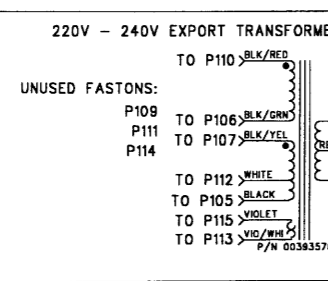 220V - 240V EXPORT TRANSFORME
TO P110 BLK/RED
UNUSED FASTONS:
P109
P111
P114
TO P106 BLK/GRN
TO P107 BLK/YEL
RE
TO P112 WHITE
TO P105 BLACK
TO P115 VIOLET
TO P113 VIO/WHI
P/N 0039357